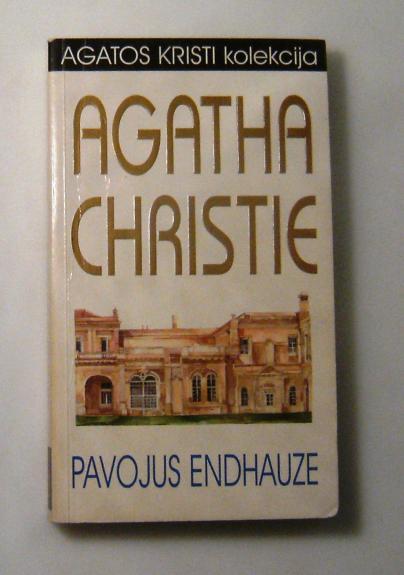 AGATOS KRISTI kolekcija
AGATHA
CHRISTIE
PAVOJUS ENDHAUZE